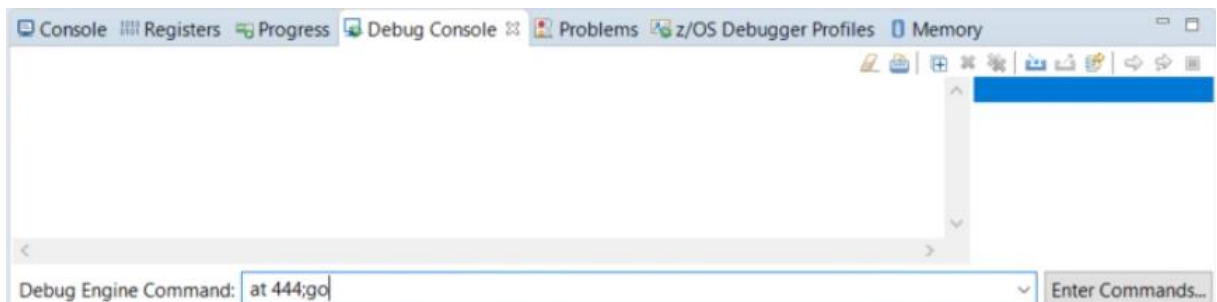 Console Registers Progress Debug Console Problems z/OS Debugger Profiles Memory
Debug Engine Command: at 444;go Enter Commands...